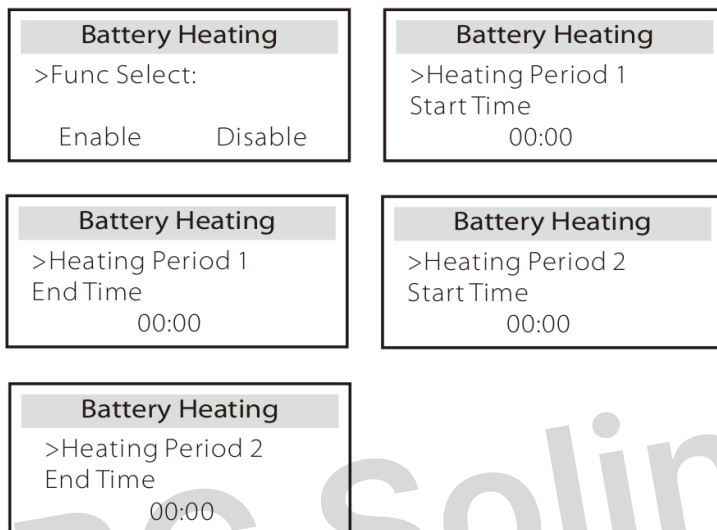 Battery Heating
>Func Select:
Enable Disable
Battery Heating
>Heating Period 1
Start Time
00:00
Battery Heating
>Heating Period 1
End Time
00:00
Battery Heating
>Heating Period 2
Start Time
00:00
Battery Heating
>Heating Period 2
End Time
00:00